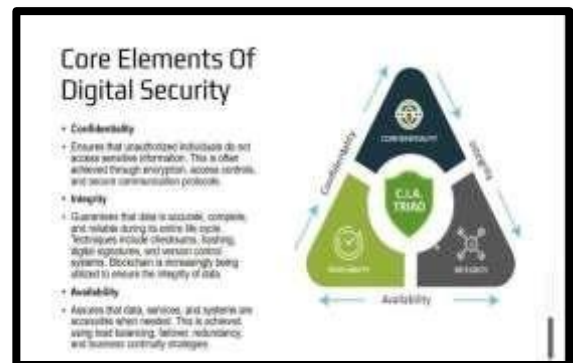 Core Elements Of
Digital Security
• Confidentiality
• Ensures that unauthorized individuals do not
access sensitive information. This is often
achieved through encryption, access controls,
and secure communication protocols.
• Integrity
• Guarantees that data is accurate, complete,
and reliable during its entire life cycle.
Techniques include checksums, hashing,
digital signatures, and version control
systems. Blockchain is increasingly being
utilized to ensure the integrity of data.
• Availability
• Assures that data, services, and systems are
accessible when needed. This is achieved
using load balancing, failover, redundancy,
and business continuity strategies.
CONFIDENTIALITY
Confidentiality
Integrity
C.I.A.
TRIAD
AVAILABILITY
INTEGRITY
Availability